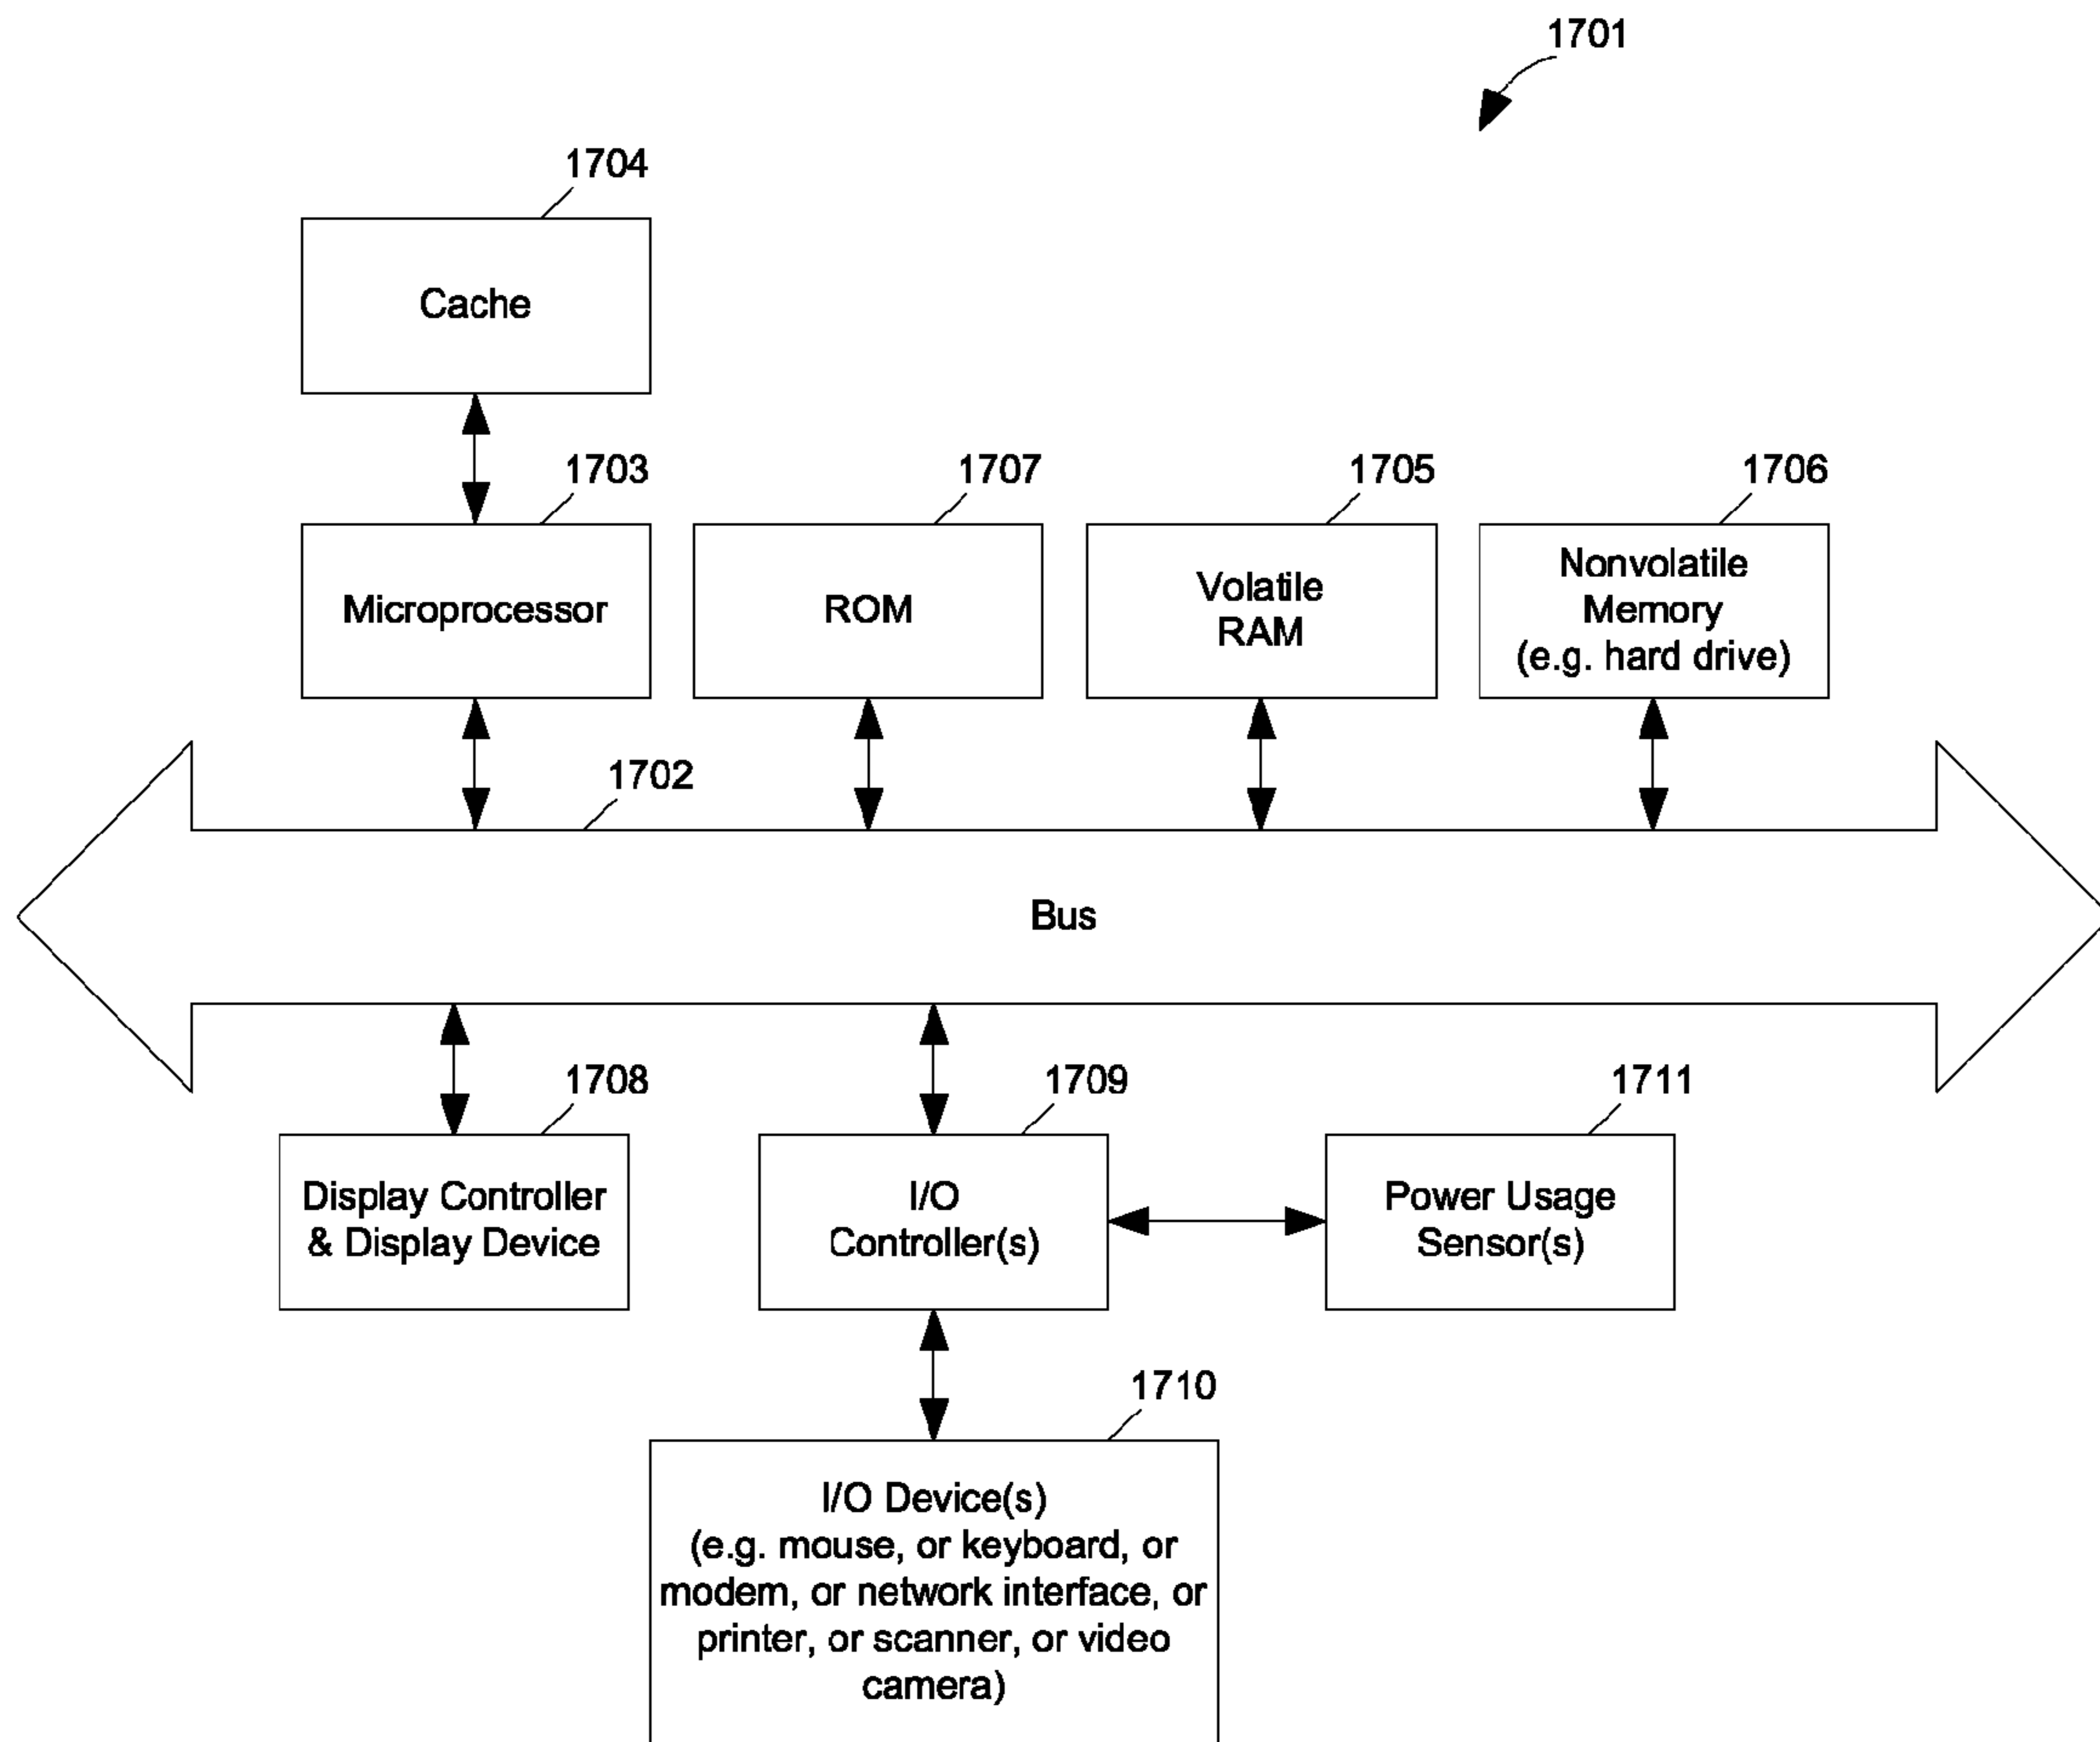 1701
1704
Cache
1703
1707
1705
1706
Microprocessor
ROM
Volatile
RAM
Nonvolatile
Memory
(e.g. hard drive)
1702
Bus
1708
1709
1711
Display Controller
& Display Device
I/O
Controller(s)
Power Usage
Sensor(s)
1710
I/O Device(s)
(e.g. mouse, or keyboard, or
modem, or network interface, or
printer, or scanner, or video
camera)